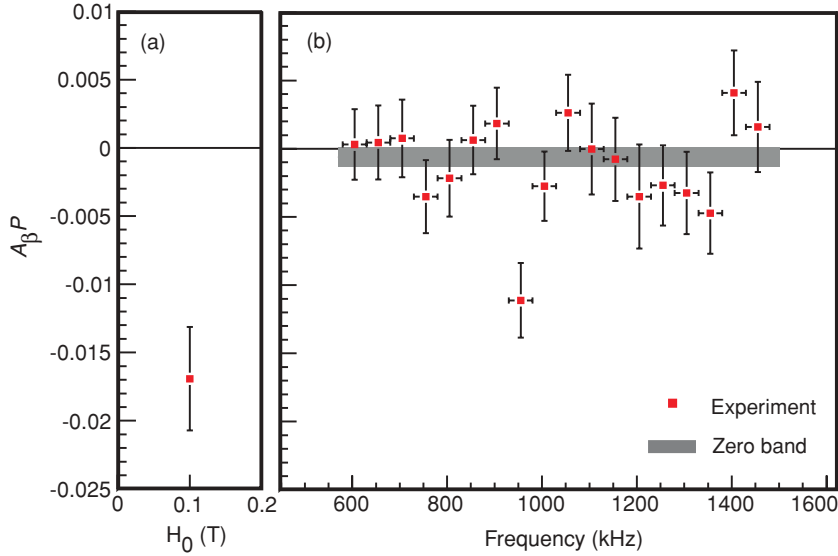 (a)
(b)
0.01
0.005
0
-0.005
-0.01
-0.015
-0.02
-0.025
AβP
0 0.1 0.2
H0 (T)
600 800 1000 1200 1400 1600
Frequency (kHz)
Experiment
Zero band